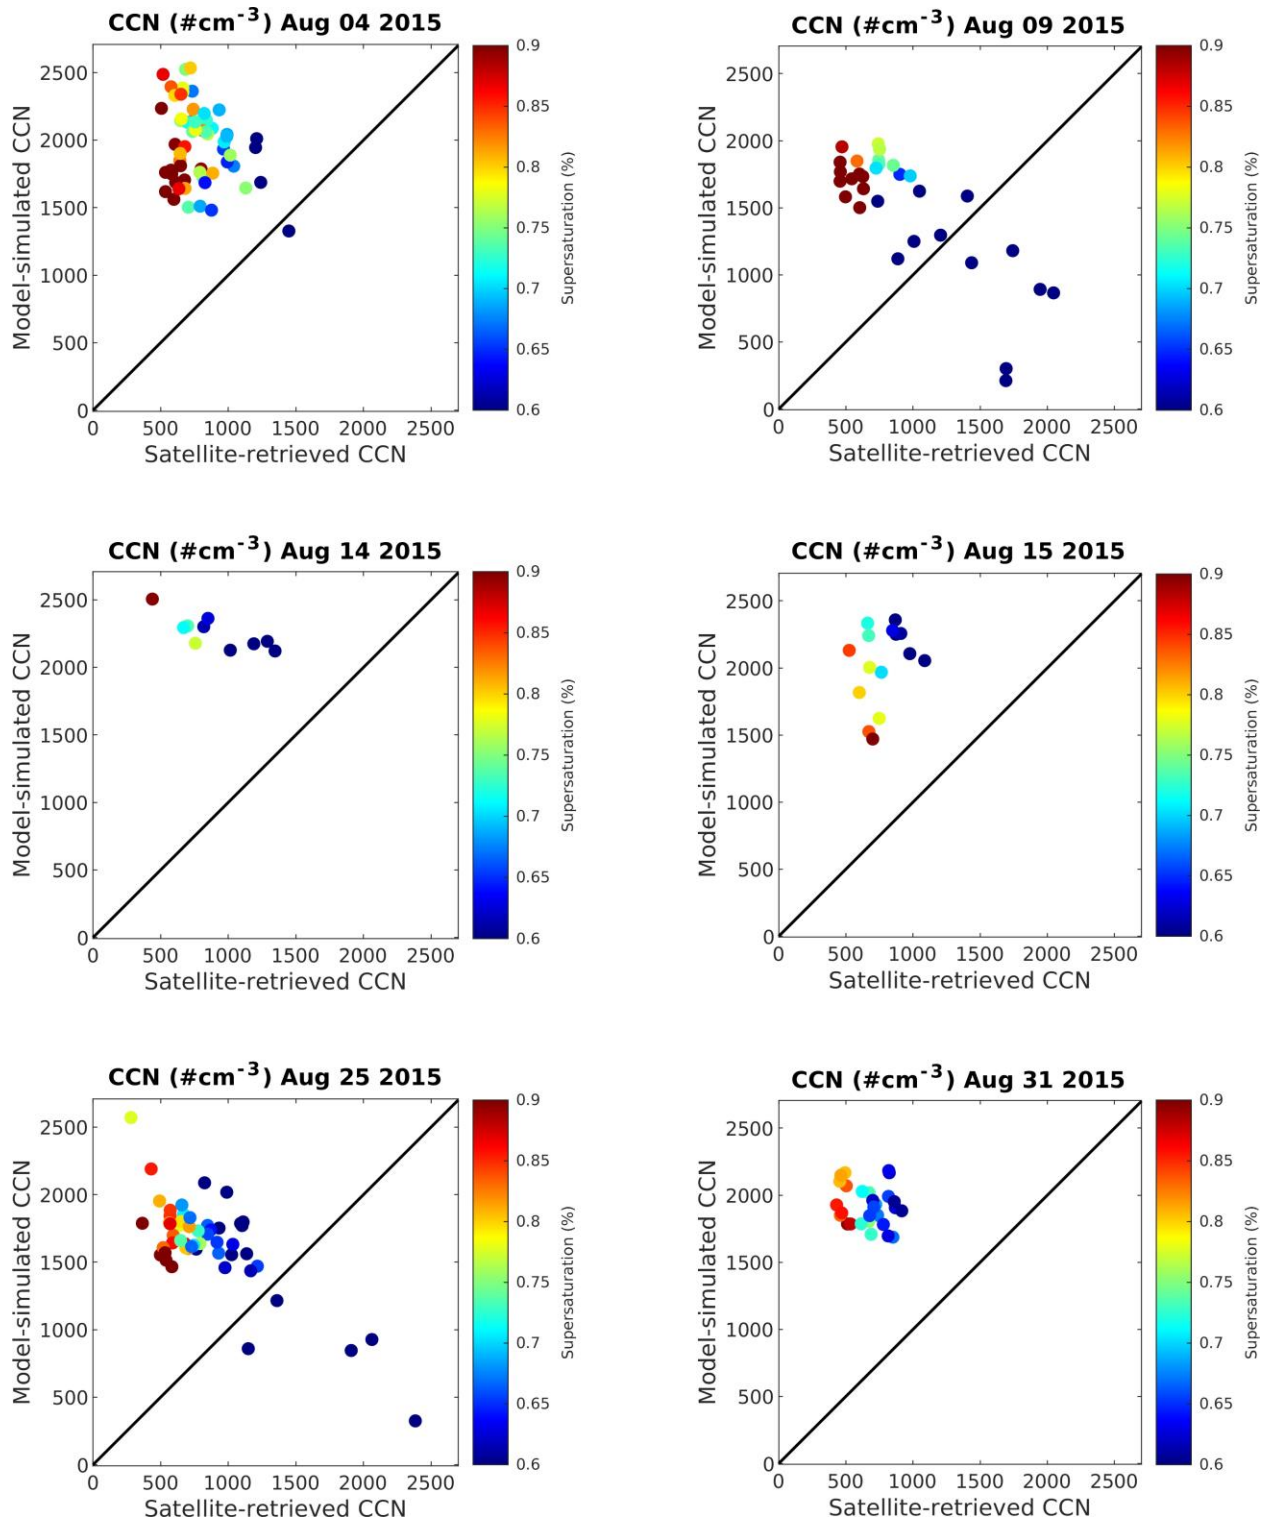 CCN (#cm⁻³) Aug 04 2015
Model-simulated CCN
2500
2000
1500
1000
500
0
0 500 1000 1500 2000 2500
Satellite-retrieved CCN
0.9
0.85
0.8
0.75
0.7
0.65
0.6
Supersaturation (%)
CCN (#cm⁻³) Aug 09 2015
Model-simulated CCN
2500
2000
1500
1000
500
0
0 500 1000 1500 2000 2500
Satellite-retrieved CCN
0.9
0.85
0.8
0.75
0.7
0.65
0.6
Supersaturation (%)
CCN (#cm⁻³) Aug 14 2015
Model-simulated CCN
2500
2000
1500
1000
500
0
0 500 1000 1500 2000 2500
Satellite-retrieved CCN
0.9
0.85
0.8
0.75
0.7
0.65
0.6
Supersaturation (%)
CCN (#cm⁻³) Aug 15 2015
Model-simulated CCN
2500
2000
1500
1000
500
0
0 500 1000 1500 2000 2500
Satellite-retrieved CCN
0.9
0.85
0.8
0.75
0.7
0.65
0.6
Supersaturation (%)
CCN (#cm⁻³) Aug 25 2015
Model-simulated CCN
2500
2000
1500
1000
500
0
0 500 1000 1500 2000 2500
Satellite-retrieved CCN
0.9
0.85
0.8
0.75
0.7
0.65
0.6
Supersaturation (%)
CCN (#cm⁻³) Aug 31 2015
Model-simulated CCN
2500
2000
1500
1000
500
0
0 500 1000 1500 2000 2500
Satellite-retrieved CCN
0.9
0.85
0.8
0.75
0.7
0.65
0.6
Supersaturation (%)